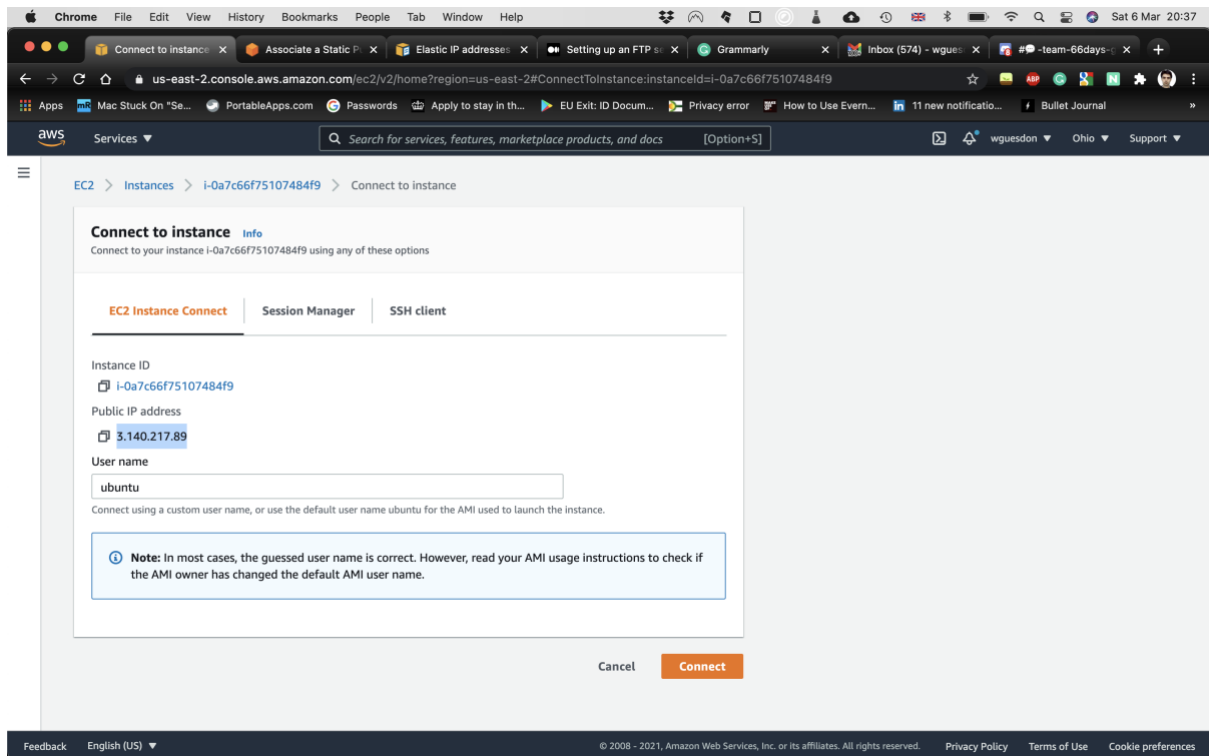 Chrome File Edit View History Bookmarks People Tab Window Help Sat 6 Mar 20:37
Connect to instance Associate a Static Pu Elastic IP addresses Setting up an FTP se Grammarly Inbox (574) - wgues #💬-team-66days-g
us-east-2.console.aws.amazon.com/ec2/v2/home?region=us-east-2#ConnectToInstance:instanceId=i-0a7c66f75107484f9
Apps Mac Stuck On "Se... PortableApps.com Passwords Apply to stay in th... EU Exit: ID Docum... Privacy error How to Use Evern... 11 new notificatio... Bullet Journal »
aws Services ▼ Search for services, features, marketplace products, and docs [Option+S] wguesdon ▼ Ohio ▼ Support ▼
EC2 > Instances > i-0a7c66f75107484f9 > Connect to instance
Connect to instance Info
Connect to your instance i-0a7c66f75107484f9 using any of these options
EC2 Instance Connect Session Manager SSH client
Instance ID
i-0a7c66f75107484f9
Public IP address
3.140.217.89
User name
ubuntu
Connect using a custom user name, or use the default user name ubuntu for the AMI used to launch the instance.
Note: In most cases, the guessed user name is correct. However, read your AMI usage instructions to check if
the AMI owner has changed the default AMI user name.
Cancel Connect
Feedback English (US) ▼ © 2008 - 2021, Amazon Web Services, Inc. or its affiliates. All rights reserved. Privacy Policy Terms of Use Cookie preferences